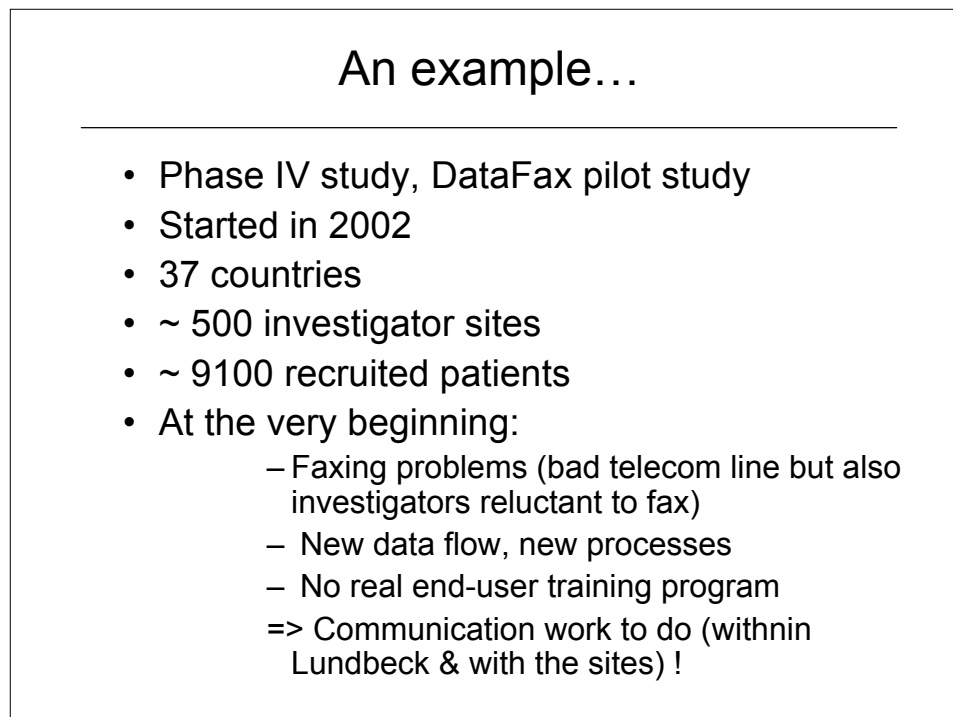 An example…
• Phase IV study, DataFax pilot study
• Started in 2002
• 37 countries
• ~ 500 investigator sites
• ~ 9100 recruited patients
• At the very beginning:
– Faxing problems (bad telecom line but also
investigators reluctant to fax)
– New data flow, new processes
– No real end-user training program
=> Communication work to do (withnin
Lundbeck & with the sites) !